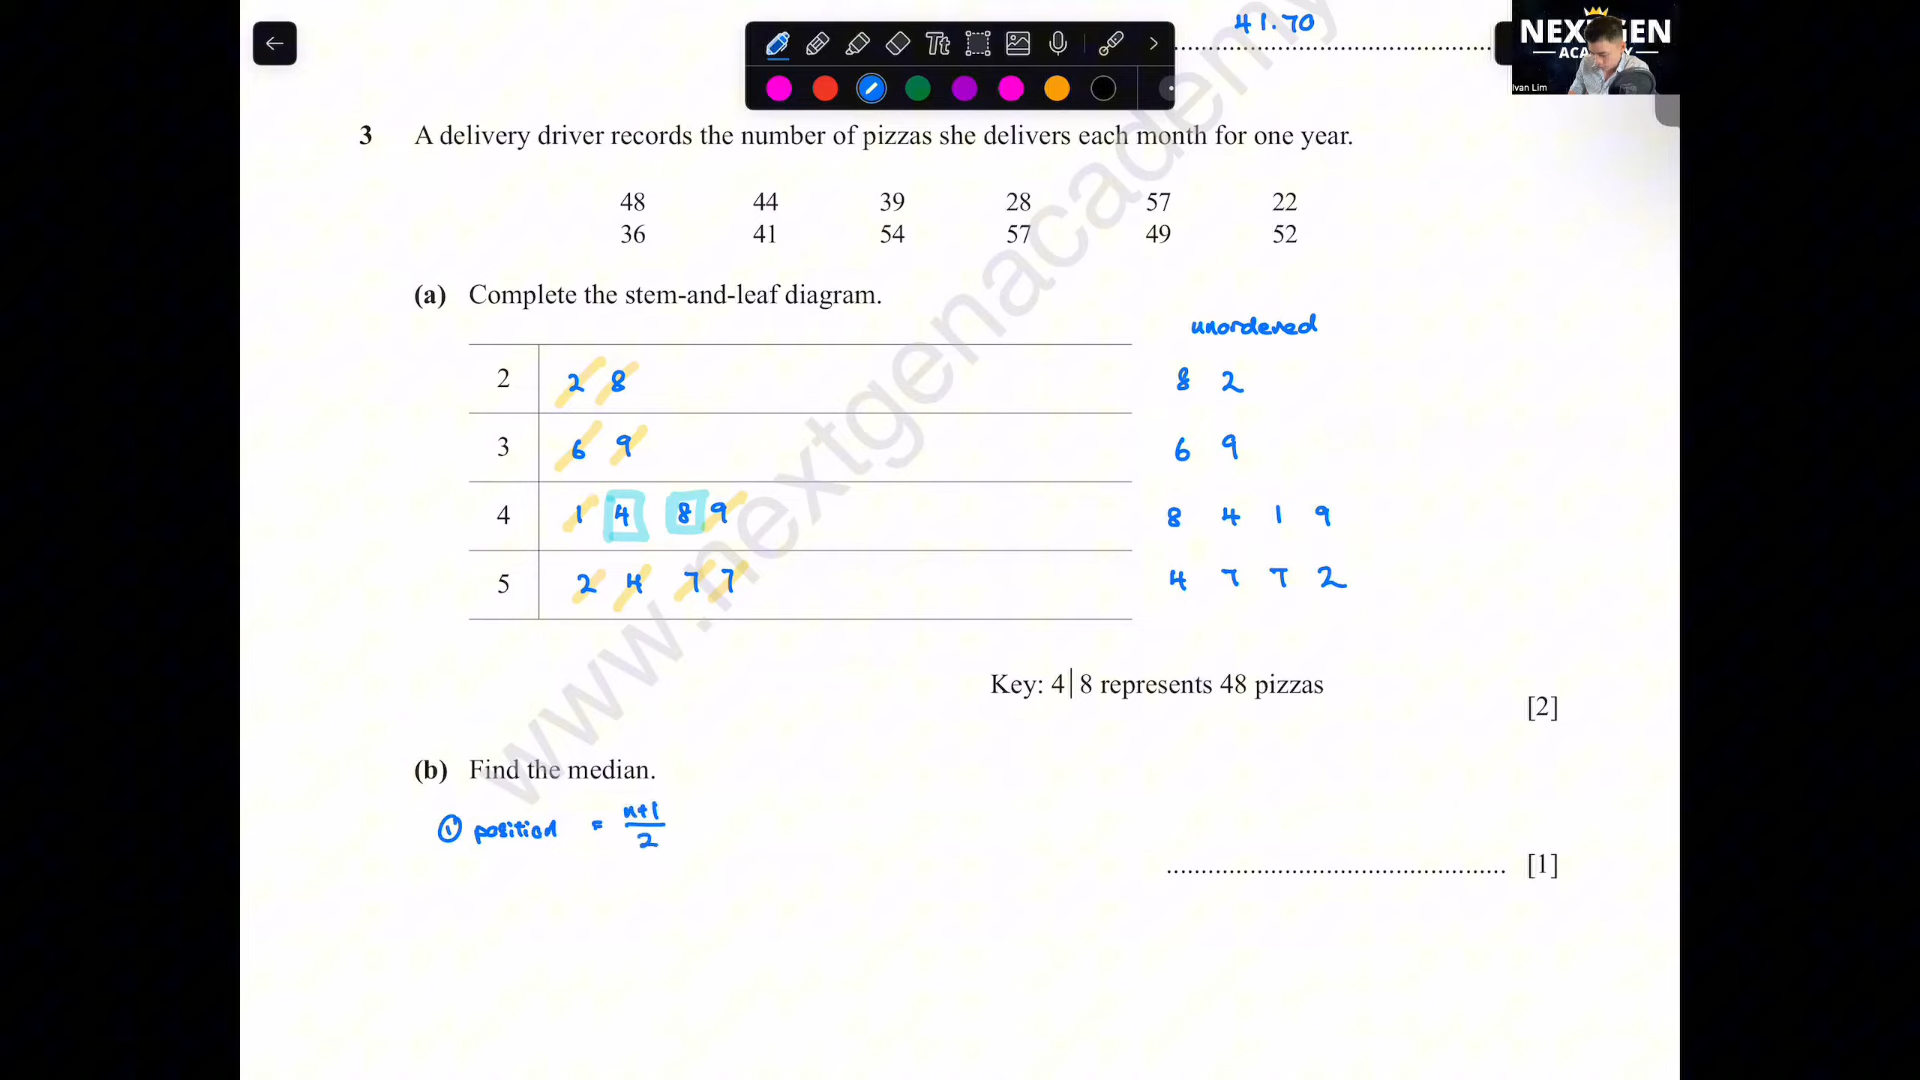 41.70
NEXTGEN
ACADEMY
Ivan Lim
Tt
3 A delivery driver records the number of pizzas she delivers each month for one year.
48 44 39 28 57 22
36 41 54 57 49 52
(a) Complete the stem-and-leaf diagram.
unordered
2 2 8 8 2
3 6 9 6 9
4 1 4 8 9 8 4 1 9
5 2 4 7 7 4 7 7 2
Key: 4|8 represents 48 pizzas
[2]
(b) Find the median.
① position = n+1
2
.................................................. [1]
www.nextgenacademy